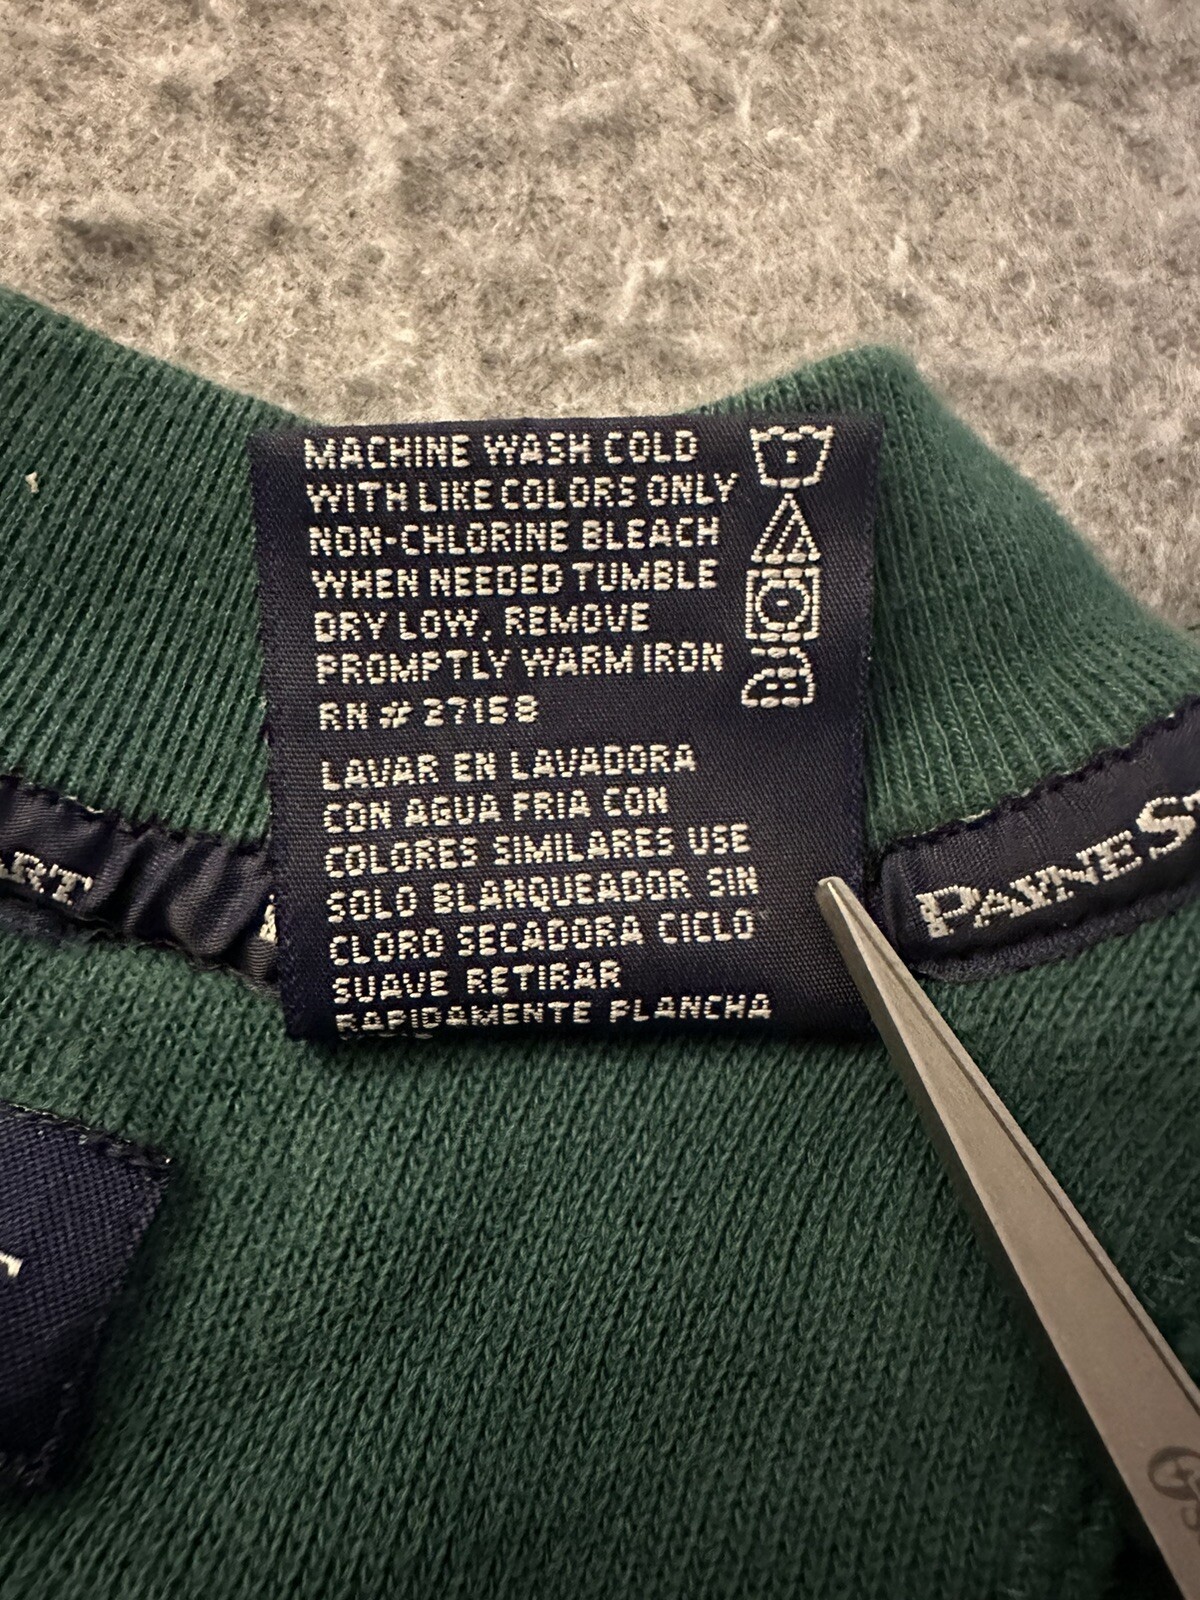 MACHINE WASH COLD
WITH LIKE COLORS ONLY
NON-CHLORINE BLEACH
WHEN NEEDED TUMBLE
DRY LOW, REMOVE
PROMPTLY WARM IRON
RN # 27158
LAVAR EN LAVADORA
CON AGUA FRIA CON
COLORES SIMILARES USE
SOLO BLANQUEADOR SIN
CLORO SECADORA CICLO
SUAVE RETIRAR
RAPIDAMENTE PLANCHA
ART
PAYNE ST